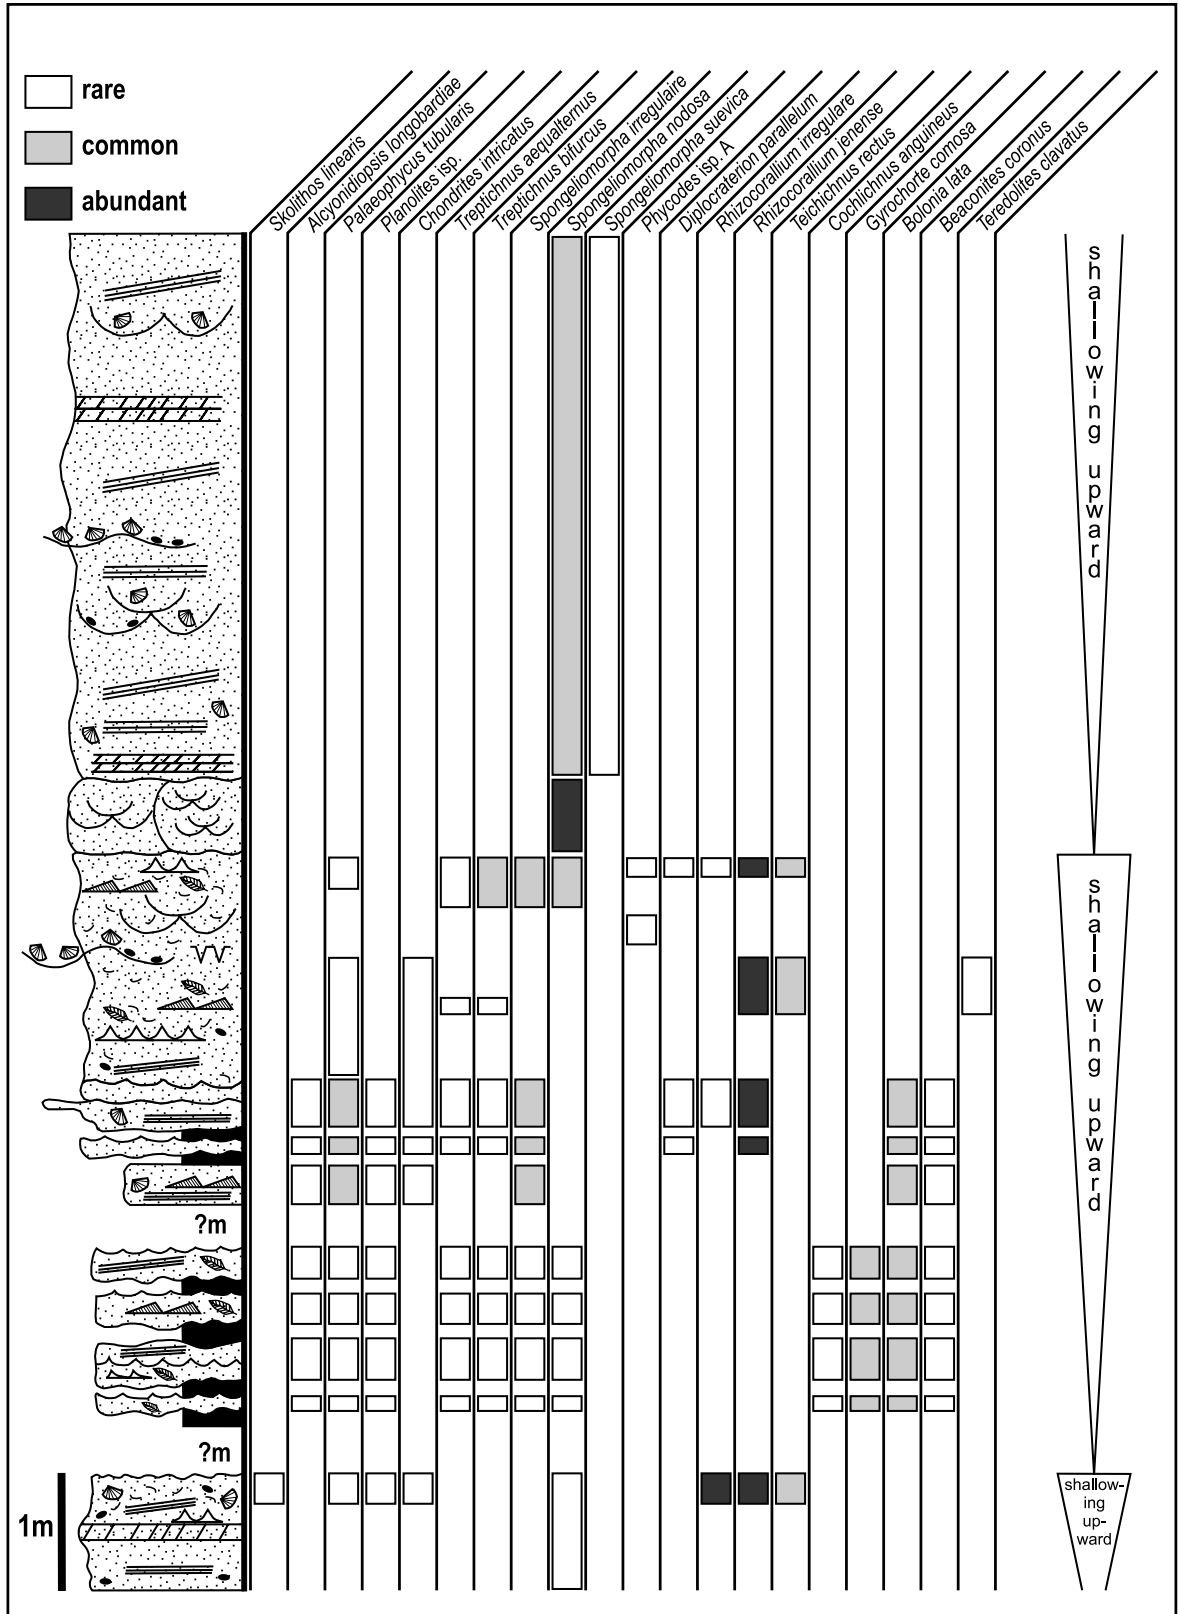 rare
common
abundant
Skolithos linearis
Alcyonidiopsis longobardiae
Palaeophycus tubularis
Planolites isp.
Chondrites intricatus
Treptichnus aequalternus
Treptichnus bifurcus
Spongeliomorpha irregulaire
Spongeliomorpha nodosa
Spongeliomorpha suevica
Phycodes isp. A
Diplocraterion parallelum
Rhizocorallium irregulare
Rhizocorallium jenense
Teichichnus rectus
Cochlichnus anguineus
Gyrochorte comosa
Bolonia lata
Beaconites coronus
Teredolites clavatus
shallowing upward
shallowing upward
?m
?m
1m
shallow-
ing
up-
ward